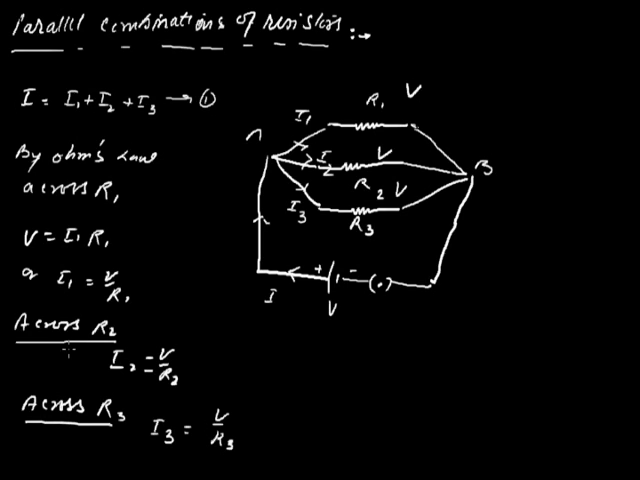 Parallel combinations of resistors :→
I = I₁ + I₂ + I₃ → ①
By ohm's Law
across R₁
V = I₁ R₁
or I₁ = V/R₁
Across R₂
I₂ = V/R₂
Across R₃
I₃ = V/R₃
I₁ R₁ V
A I₂ V B
R₂ V
I₃ R₃
+ - (.)
I V